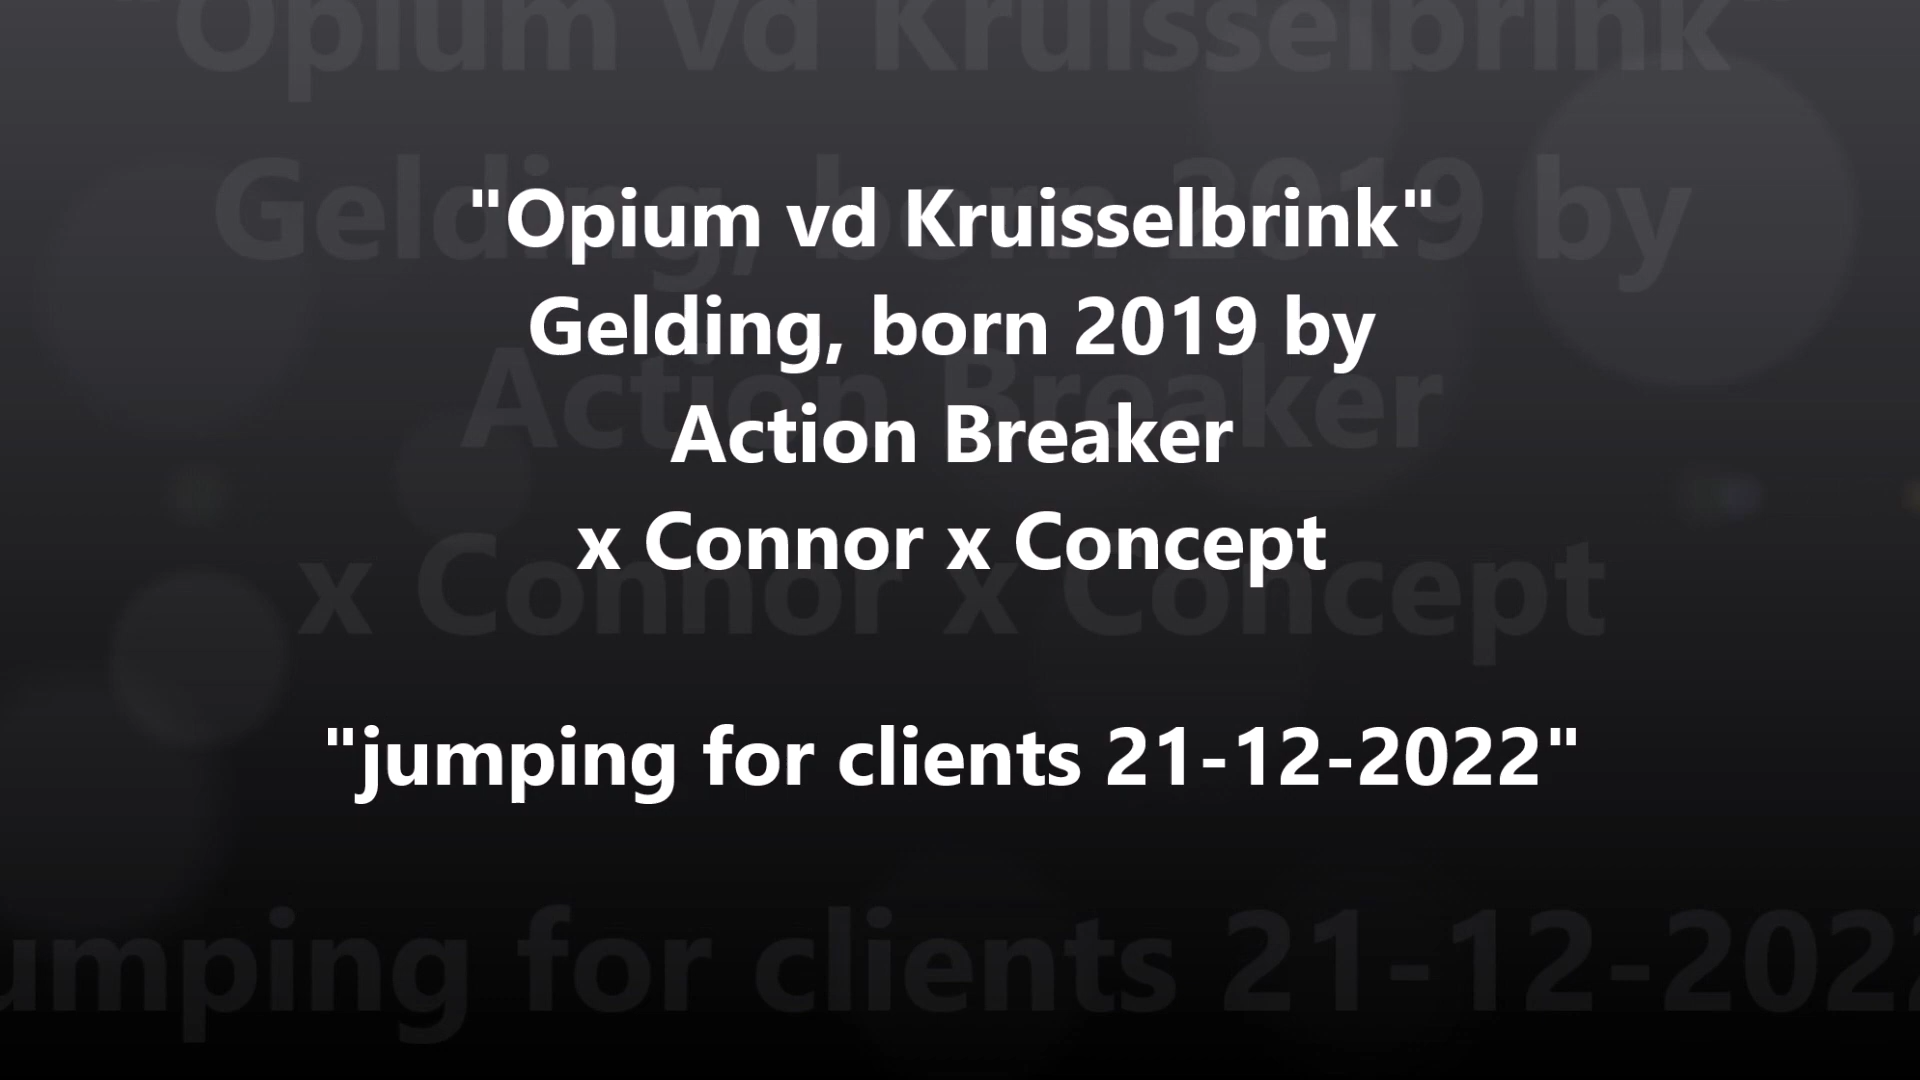 "Opium vd Kruisselbrink"
Gelding, born 2019 by
Action Breaker
x Connor x Concept
"jumping for clients 21-12-2022"